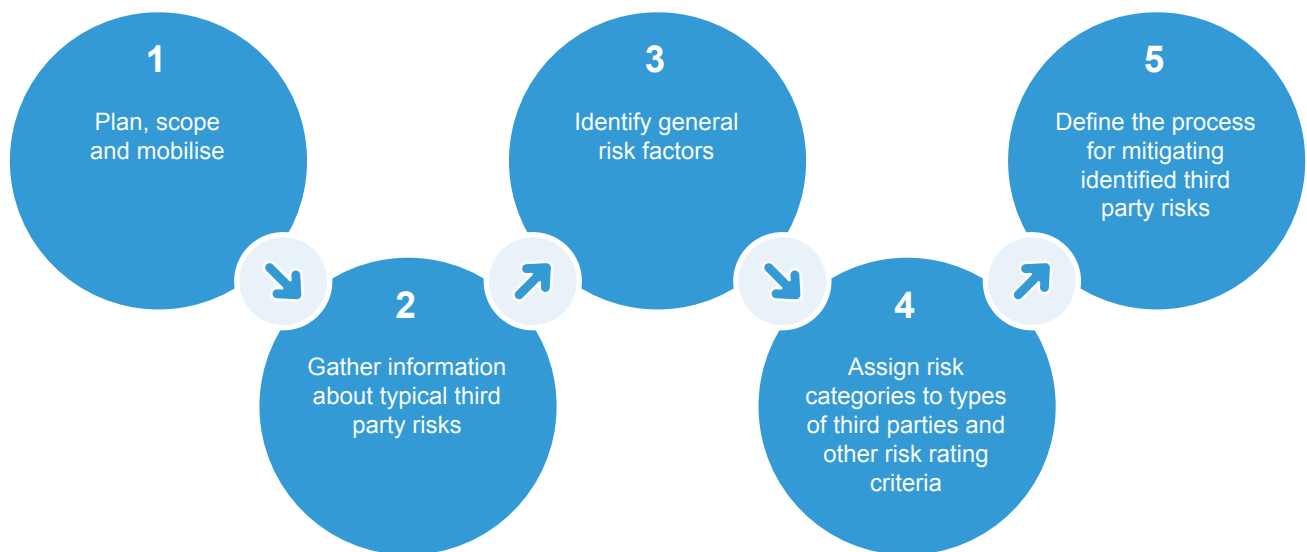 1
Plan, scope
and mobilise
2
Gather information
about typical third
party risks
3
Identify general
risk factors
4
Assign risk
categories to types
of third parties and
other risk rating
criteria
5
Define the process
for mitigating
identified third
party risks